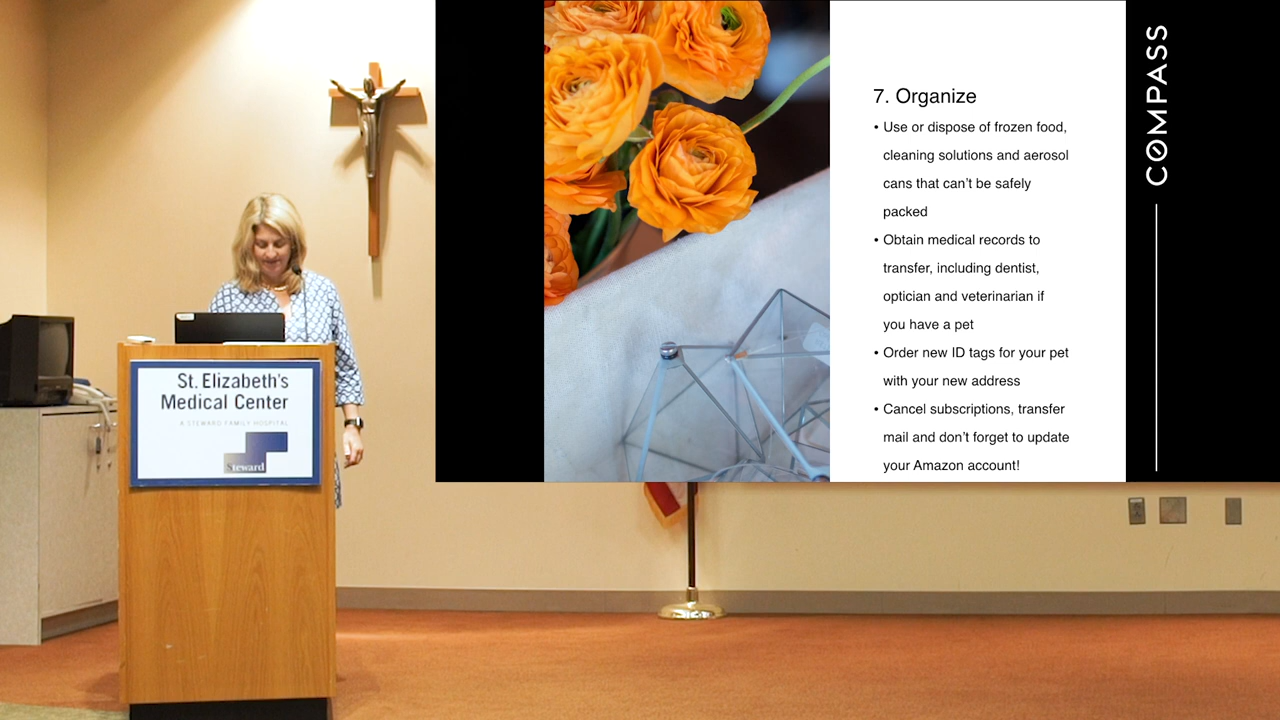 7. Organize
• Use or dispose of frozen food,
cleaning solutions and aerosol
cans that can’t be safely
packed
• Obtain medical records to
transfer, including dentist,
optician and veterinarian if
you have a pet
• Order new ID tags for your pet
with your new address
• Cancel subscriptions, transfer
mail and don’t forget to update
your Amazon account!
COMPASS
St. Elizabeth's
Medical Center
A STEWARD FAMILY HOSPITAL
Steward